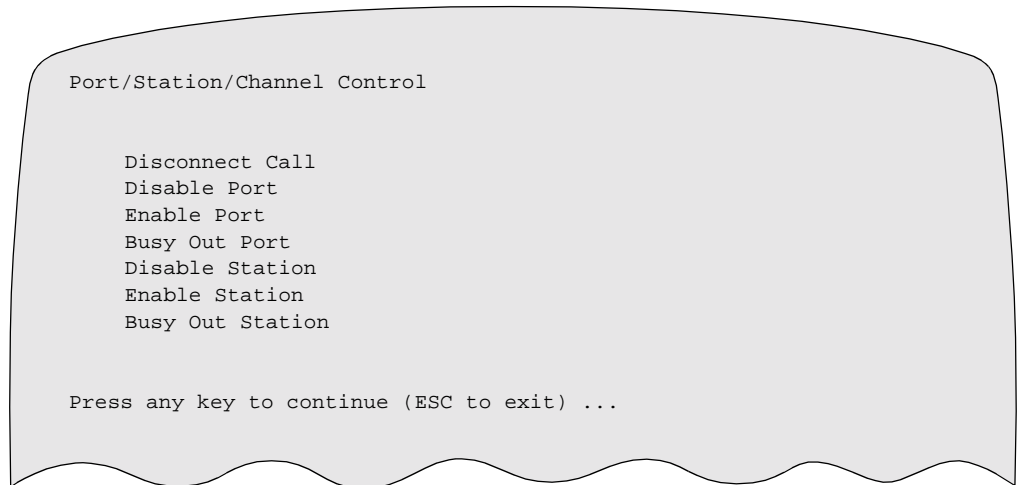 Port/Station/Channel Control
Disconnect Call
Disable Port
Enable Port
Busy Out Port
Disable Station
Enable Station
Busy Out Station
Press any key to continue (ESC to exit) ...